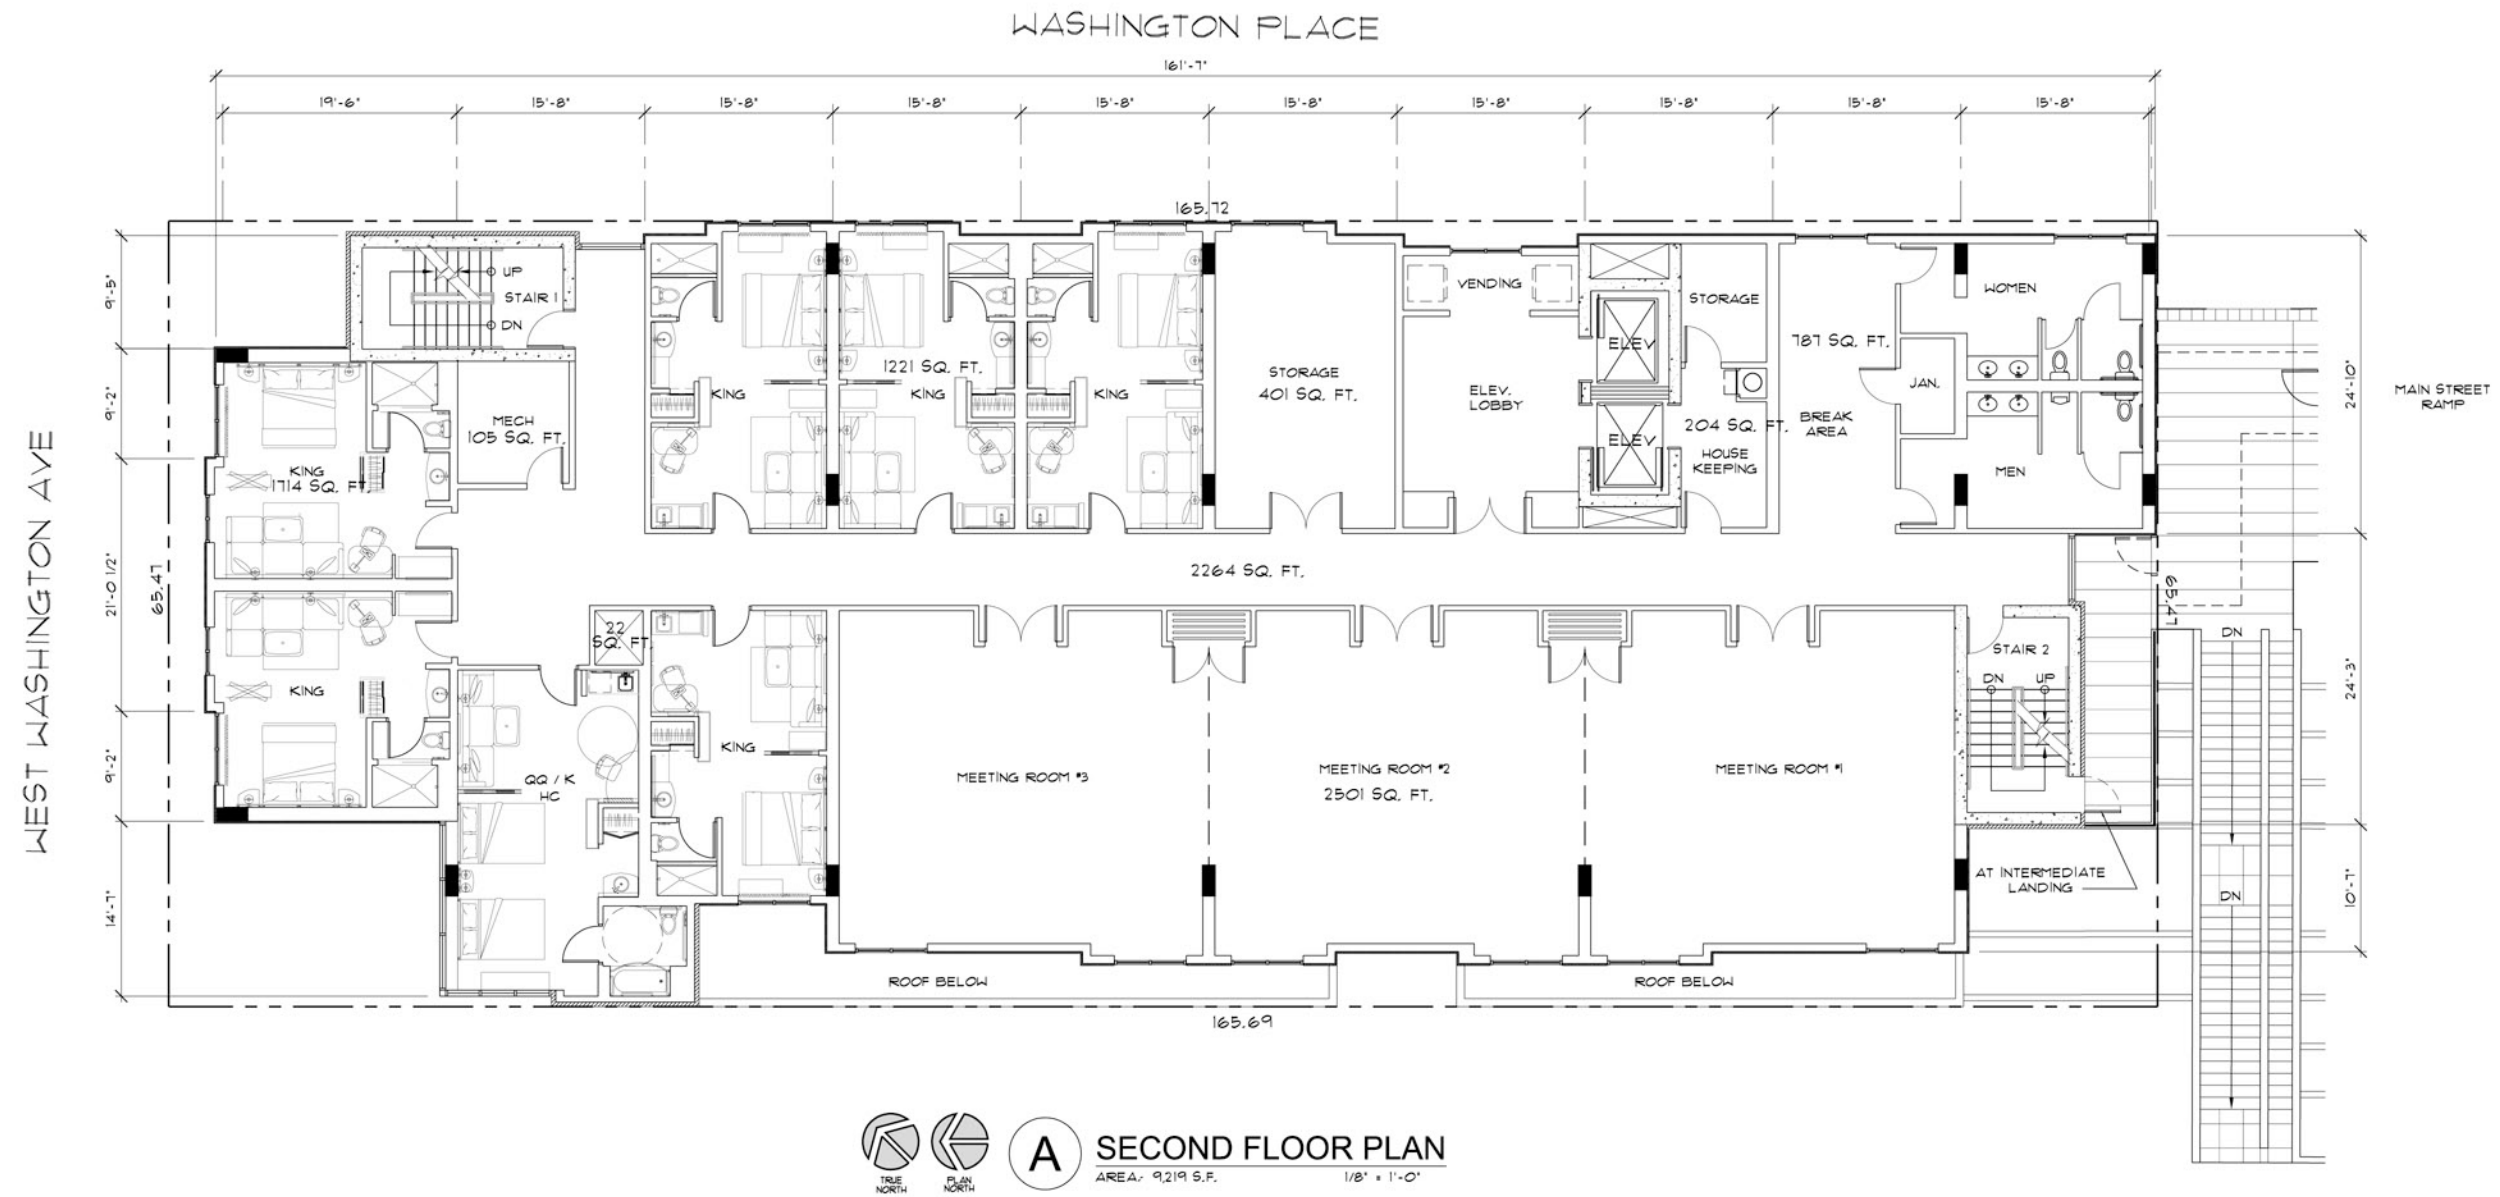 WASHINGTON PLACE
161'-7"
19'-6"
15'-8"
15'-8"
15'-8"
15'-8"
15'-8"
15'-8"
15'-8"
15'-8"
15'-8"
165.72
9'-5"
9'-2"
21'-0 1/2"
9'-2"
14'-7"
65.47
WEST WASHINGTON AVE
UP
STAIR 1
DN
MECH
105 SQ. FT.
KING
1714 SQ. FT.
KING
KING
1221 SQ. FT.
KING
KING
STORAGE
401 SQ. FT.
VENDING
ELEV.
LOBBY
ELEV
ELEV
STORAGE
204 SQ. FT.
HOUSE
KEEPING
787 SQ. FT.
BREAK
AREA
WOMEN
JAN.
MEN
24'-10"
MAIN STREET
RAMP
2264 SQ. FT.
22
SQ. FT.
QQ / K
HC
KING
MEETING ROOM #3
MEETING ROOM #2
2501 SQ. FT.
MEETING ROOM #1
STAIR 2
DN
UP
65.47
DN
DN
24'-3"
10'-7"
AT INTERMEDIATE
LANDING
ROOF BELOW
ROOF BELOW
165.69
TRUE
NORTH
PLAN
NORTH
A
SECOND FLOOR PLAN
AREA:- 9,219 S.F.
1/8" = 1'-0"